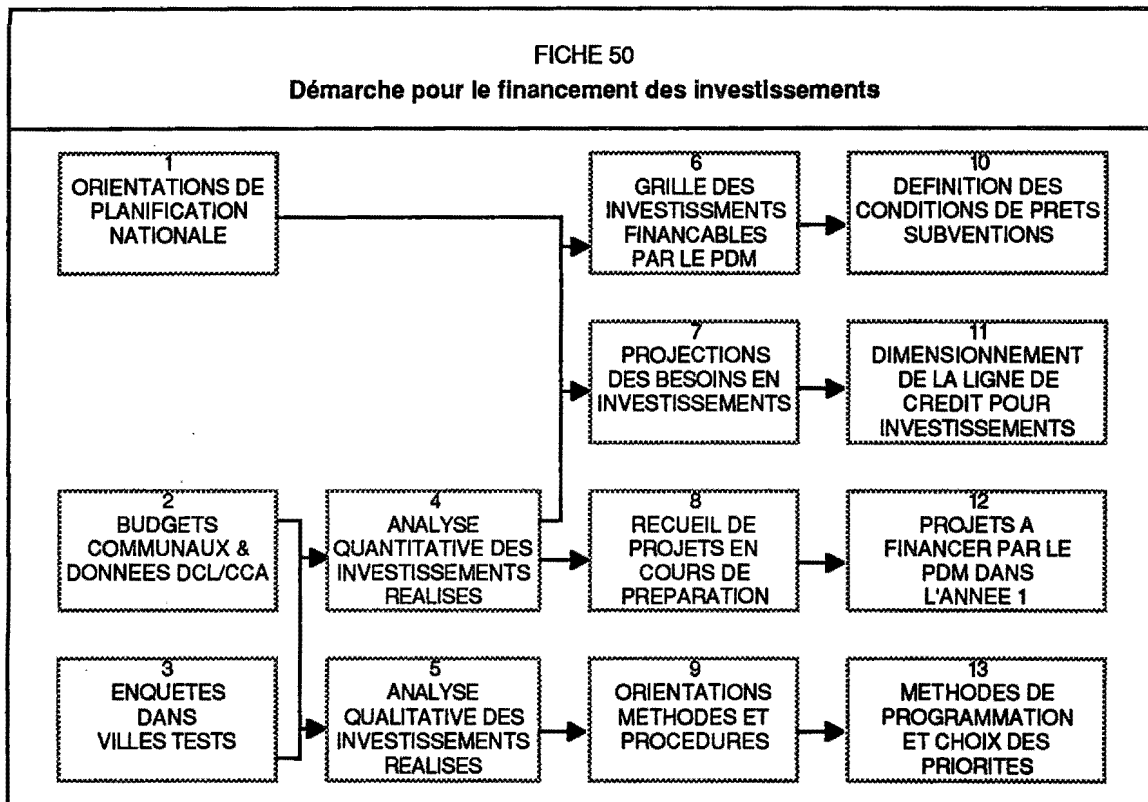 FICHE 50
Démarche pour le financement des investissements
1
ORIENTATIONS DE
PLANIFICATION
NATIONALE
6
GRILLE DES
INVESTISSMENTS
FINANCABLES
PAR LE PDM
10
DEFINITION DES
CONDITIONS DE PRETS
SUBVENTIONS
7
PROJECTIONS
DES BESOINS EN
INVESTISSEMENTS
11
DIMENSIONNEMENT
DE LA LIGNE DE
CREDIT POUR
INVESTISSEMENTS
2
BUDGETS
COMMUNAUX &
DONNEES DCL/CCA
4
ANALYSE
QUANTITATIVE DES
INVESTISSEMENTS
REALISES
8
RECUEIL DE
PROJETS EN
COURS DE
PREPARATION
12
PROJETS A
FINANCER PAR LE
PDM DANS
L'ANNEE 1
3
ENQUETES
DANS
VILLES TESTS
5
ANALYSE
QUALITATIVE DES
INVESTISSEMENTS
REALISES
9
ORIENTATIONS
METHODES ET
PROCEDURES
13
METHODES DE
PROGRAMMATION
ET CHOIX DES
PRIORITES